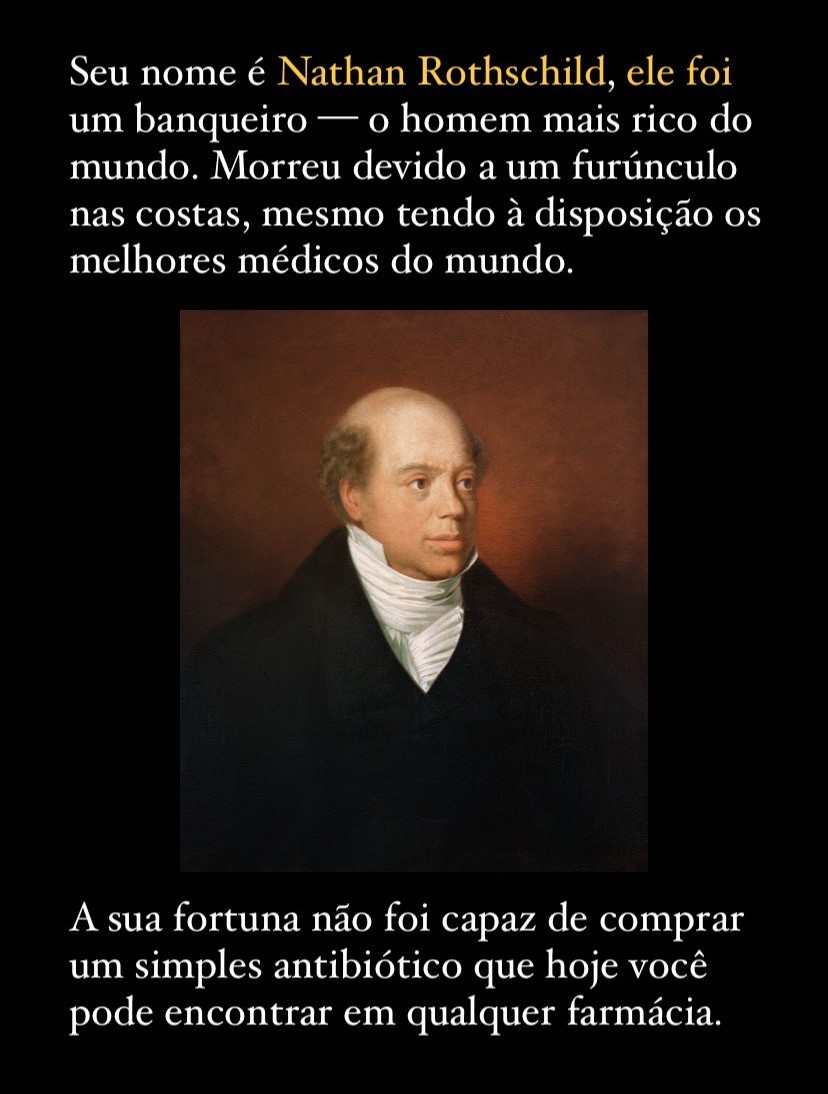 Seu nome é Nathan Rothschild, ele foi
um banqueiro — o homem mais rico do
mundo. Morreu devido a um furúnculo
nas costas, mesmo tendo à disposição os
melhores médicos do mundo.
A sua fortuna não foi capaz de comprar
um simples antibiótico que hoje você
pode encontrar em qualquer farmácia.